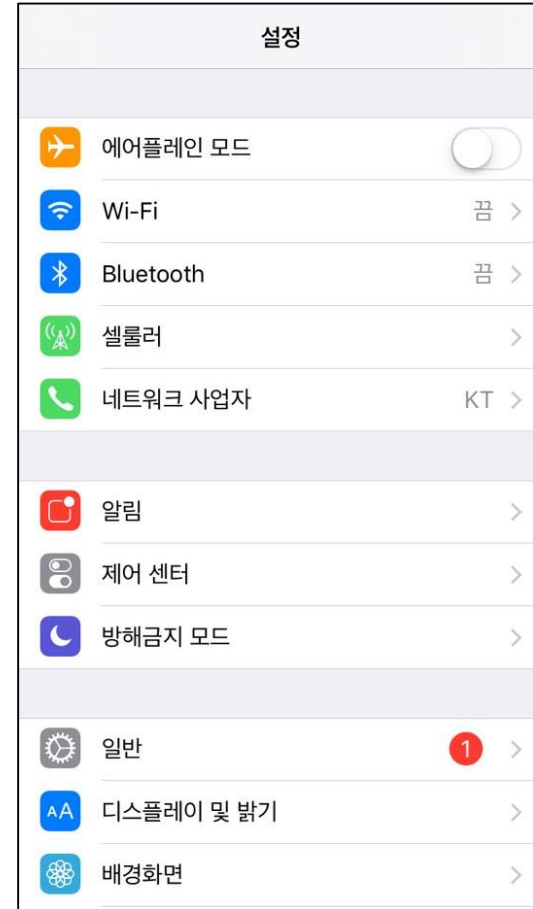 설정
에어플레인 모드
Wi-Fi 끔
Bluetooth 끔
셀룰러
네트워크 사업자 KT
알림
제어 센터
방해금지 모드
일반 1
AA 디스플레이 및 밝기
배경화면